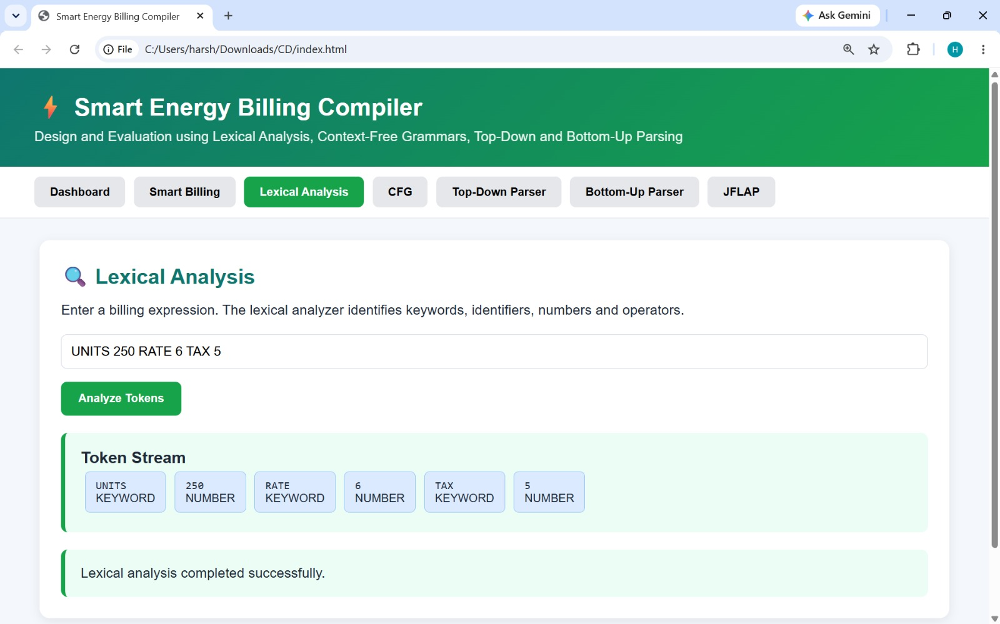 Smart Energy Billing Compiler
Ask Gemini
File C:/Users/harsh/Downloads/CD/index.html
H
Smart Energy Billing Compiler
Design and Evaluation using Lexical Analysis, Context-Free Grammars, Top-Down and Bottom-Up Parsing
Dashboard Smart Billing Lexical Analysis CFG Top-Down Parser Bottom-Up Parser JFLAP
Lexical Analysis
Enter a billing expression. The lexical analyzer identifies keywords, identifiers, numbers and operators.
UNITS 250 RATE 6 TAX 5
Analyze Tokens
Token Stream
UNITS 250 RATE 6 TAX 5
KEYWORD NUMBER KEYWORD NUMBER KEYWORD NUMBER
Lexical analysis completed successfully.